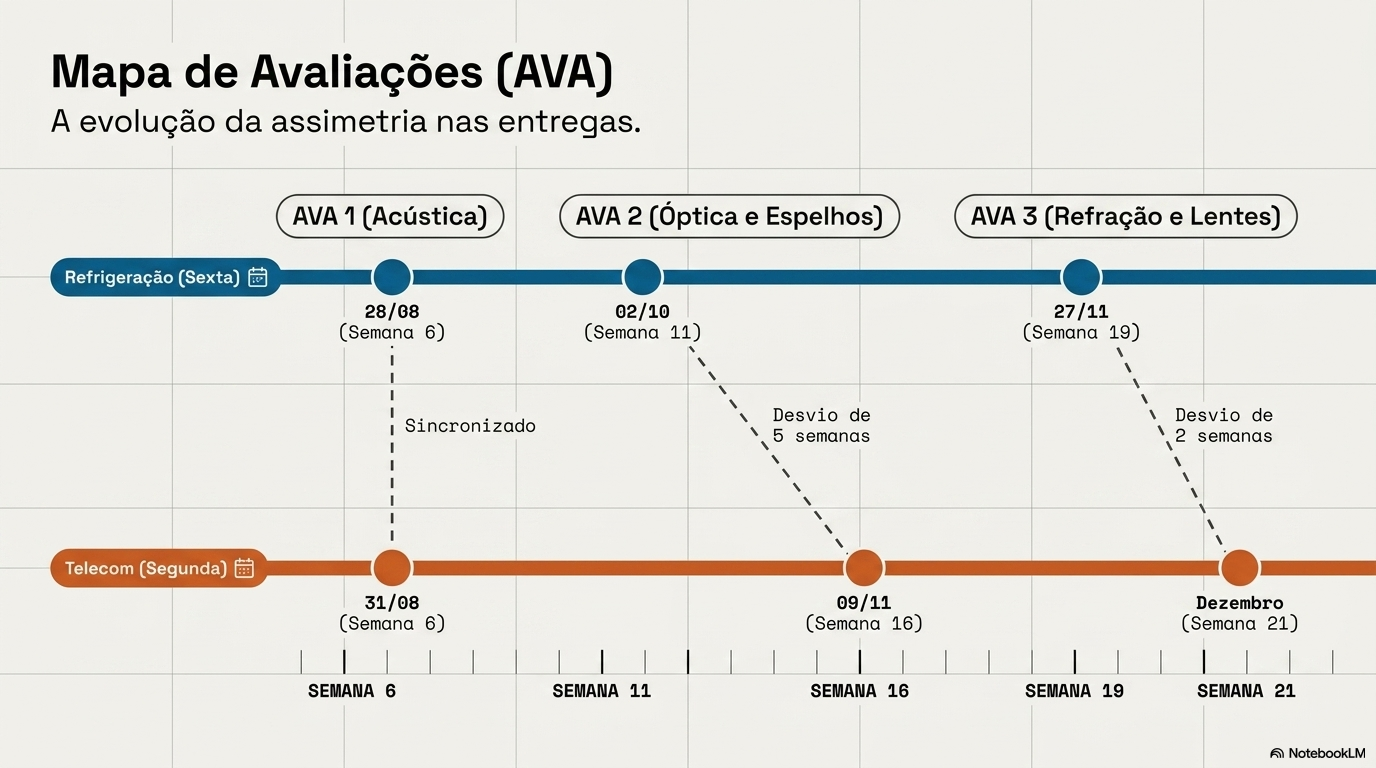 Mapa de Avaliações (AVA)
A evolução da assimetria nas entregas.
AVA 1 (Acústica)
AVA 2 (Óptica e Espelhos)
AVA 3 (Refração e Lentes)
Refrigeração (Sexta)
28/08
(Semana 6)
02/10
(Semana 11)
27/11
(Semana 19)
Sincronizado
Desvio de
5 semanas
Desvio de
2 semanas
Telecom (Segunda)
31/08
(Semana 6)
09/11
(Semana 16)
Dezembro
(Semana 21)
SEMANA 6
SEMANA 11
SEMANA 16
SEMANA 19
SEMANA 21
NotebookLM